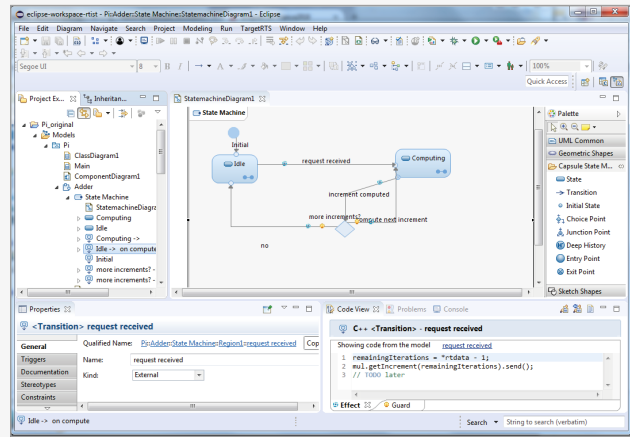 eclipse-workspace-rtist - Pi:Adder:State Machine:StatemachineDiagram1 - Eclipse
File Edit Diagram Navigate Search Project Modeling Run TargetRTS Window Help
Segoe UI 8 B I 100%
Quick Access
Project Ex... Inheritan... StatemachineDiagram1
State Machine
Palette
Pi_original
Models
Pi
ClassDiagram1
Main
ComponentDiagram1
Adder
State Machine
StatemachineDiagra
Computing
Idle
Computing ->
Idle -> on compute
Initial
more increments? -
more increments? -
Initial
Idle
request received
Computing
increment computed
more increments?
compute next increment
no
UML Common
Geometric Shapes
Capsule State M...
State
Transition
Initial State
Choice Point
Junction Point
Deep History
Entry Point
Exit Point
Sketch Shapes
Properties
<Transition> request received
General
Triggers
Documentation
Stereotypes
Constraints
Qualified Name: Pi:Adder:State Machine:Region1:request received Cop
Name: request received
Kind: External
Code View Problems Console
C++ <Transition> - request received
Showing code from the model request received
1 remainingIterations = *rtdata - 1;
2 mul.getIncrement(remainingIterations).send();
3 // TODO later
Effect Guard
Idle -> on compute
Search String to search (verbatim)